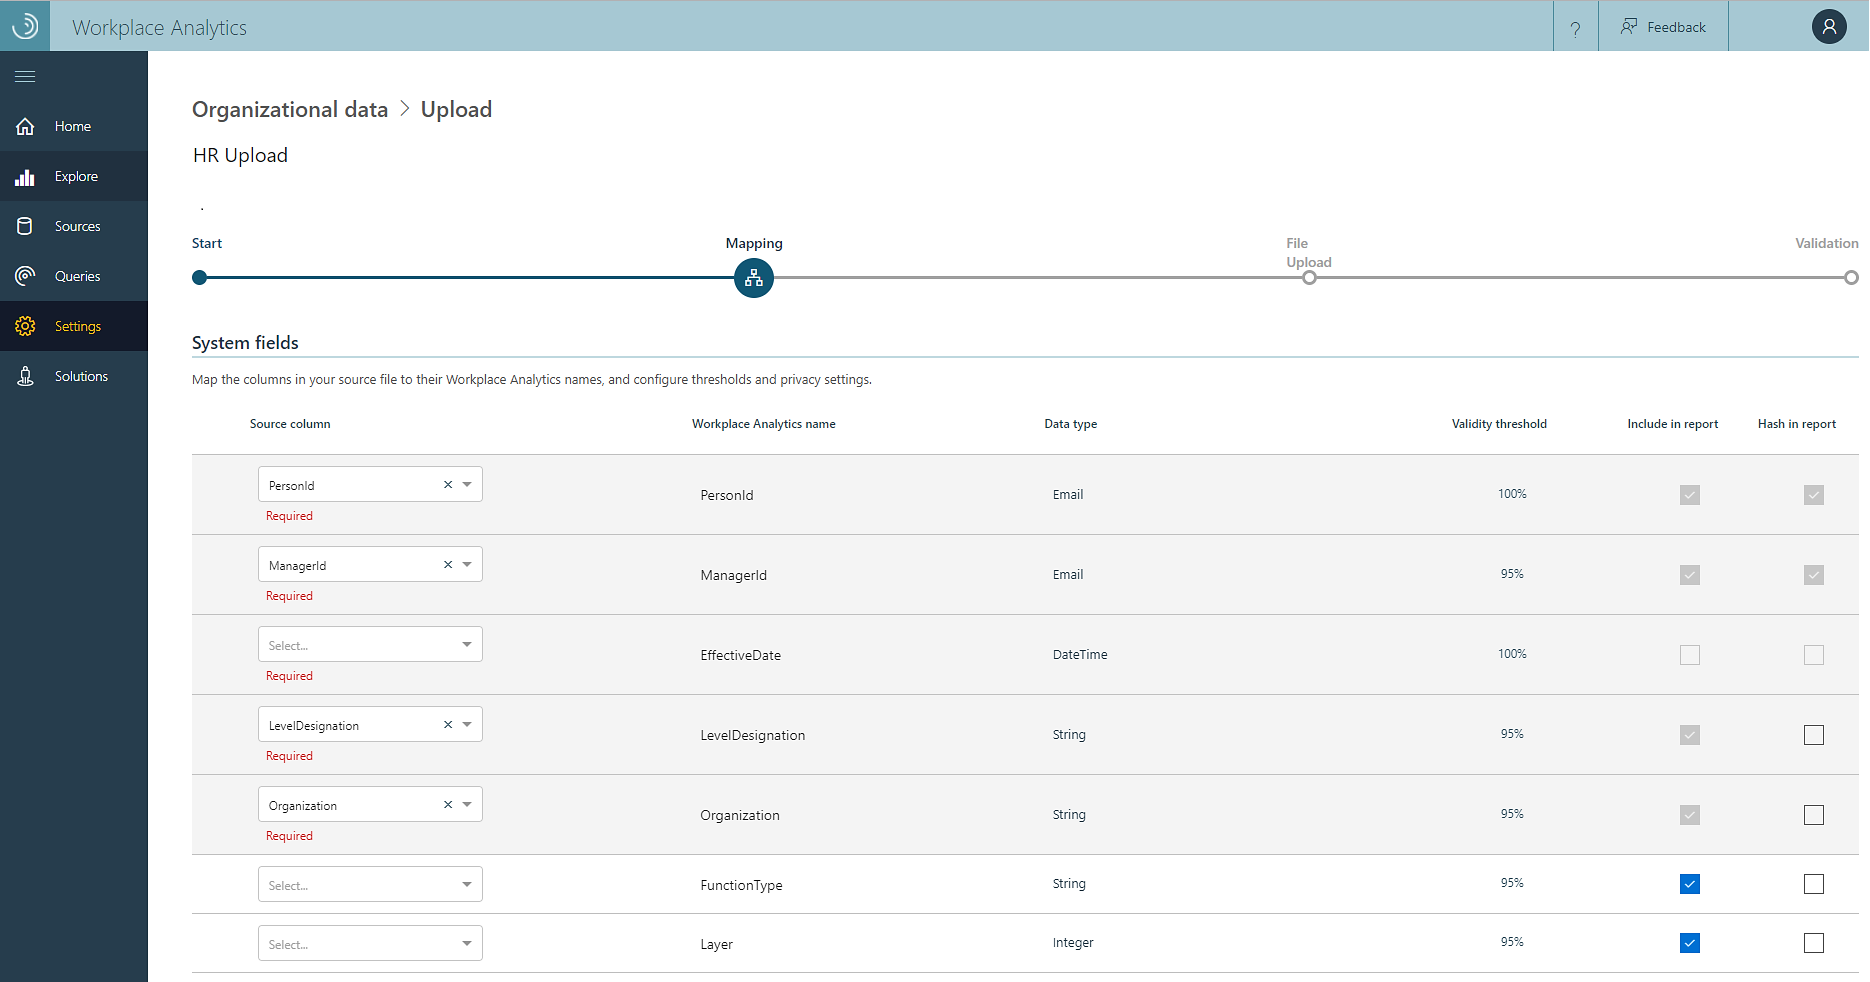 Workplace Analytics
?
Feedback
Home
Explore
Sources
Queries
Settings
Solutions
Organizational data > Upload
HR Upload
.
Start
Mapping
File
Upload
Validation
System fields
Map the columns in your source file to their Workplace Analytics names, and configure thresholds and privacy settings.
Source column Workplace Analytics name Data type Validity threshold Include in report Hash in report
PersonId PersonId Email 100%
Required
ManagerId ManagerId Email 95%
Required
Select... EffectiveDate DateTime 100%
Required
LevelDesignation LevelDesignation String 95%
Required
Organization Organization String 95%
Required
Select... FunctionType String 95%
Select... Layer Integer 95%